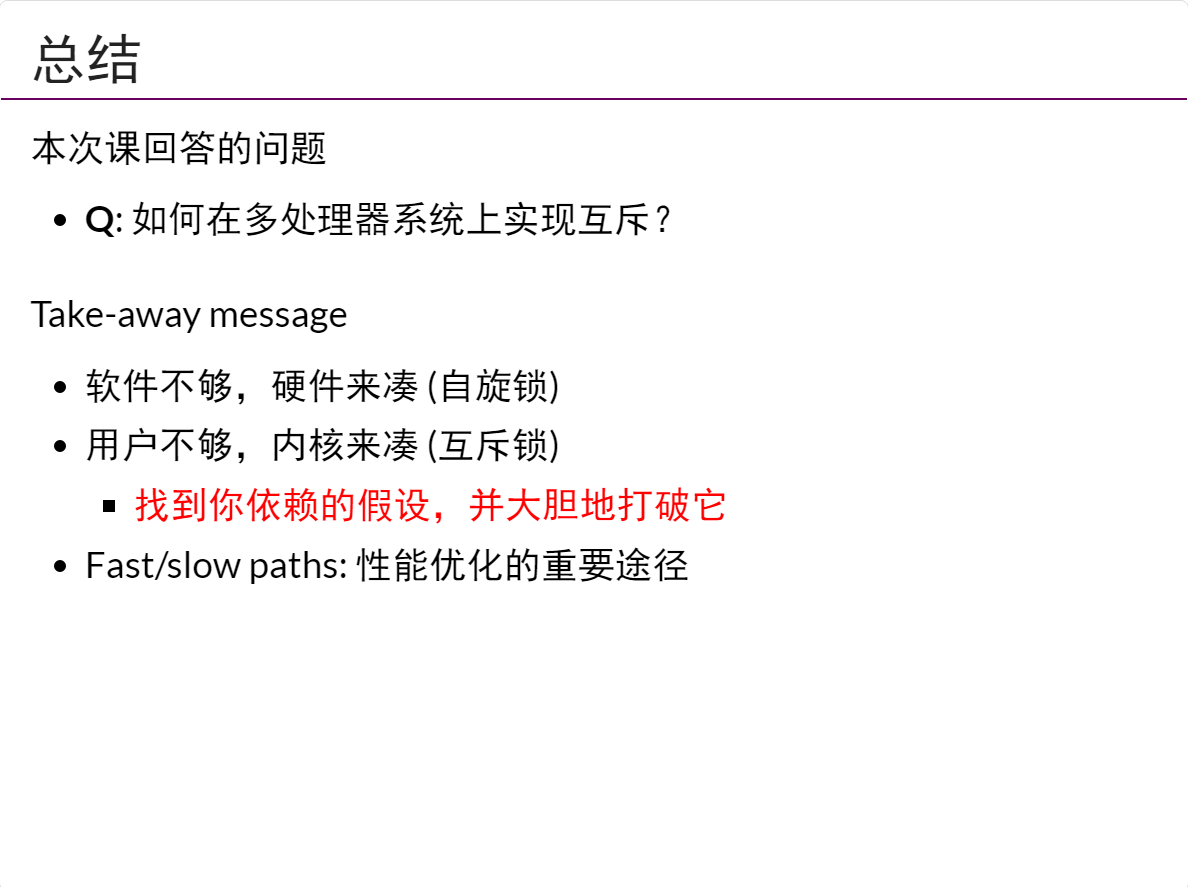 总结
本次课回答的问题
Q: 如何在多处理器系统上实现互斥？
Take-away message
软件不够，硬件来凑 (自旋锁)
用户不够，内核来凑 (互斥锁)
找到你依赖的假设，并大胆地打破它
Fast/slow paths: 性能优化的重要途径